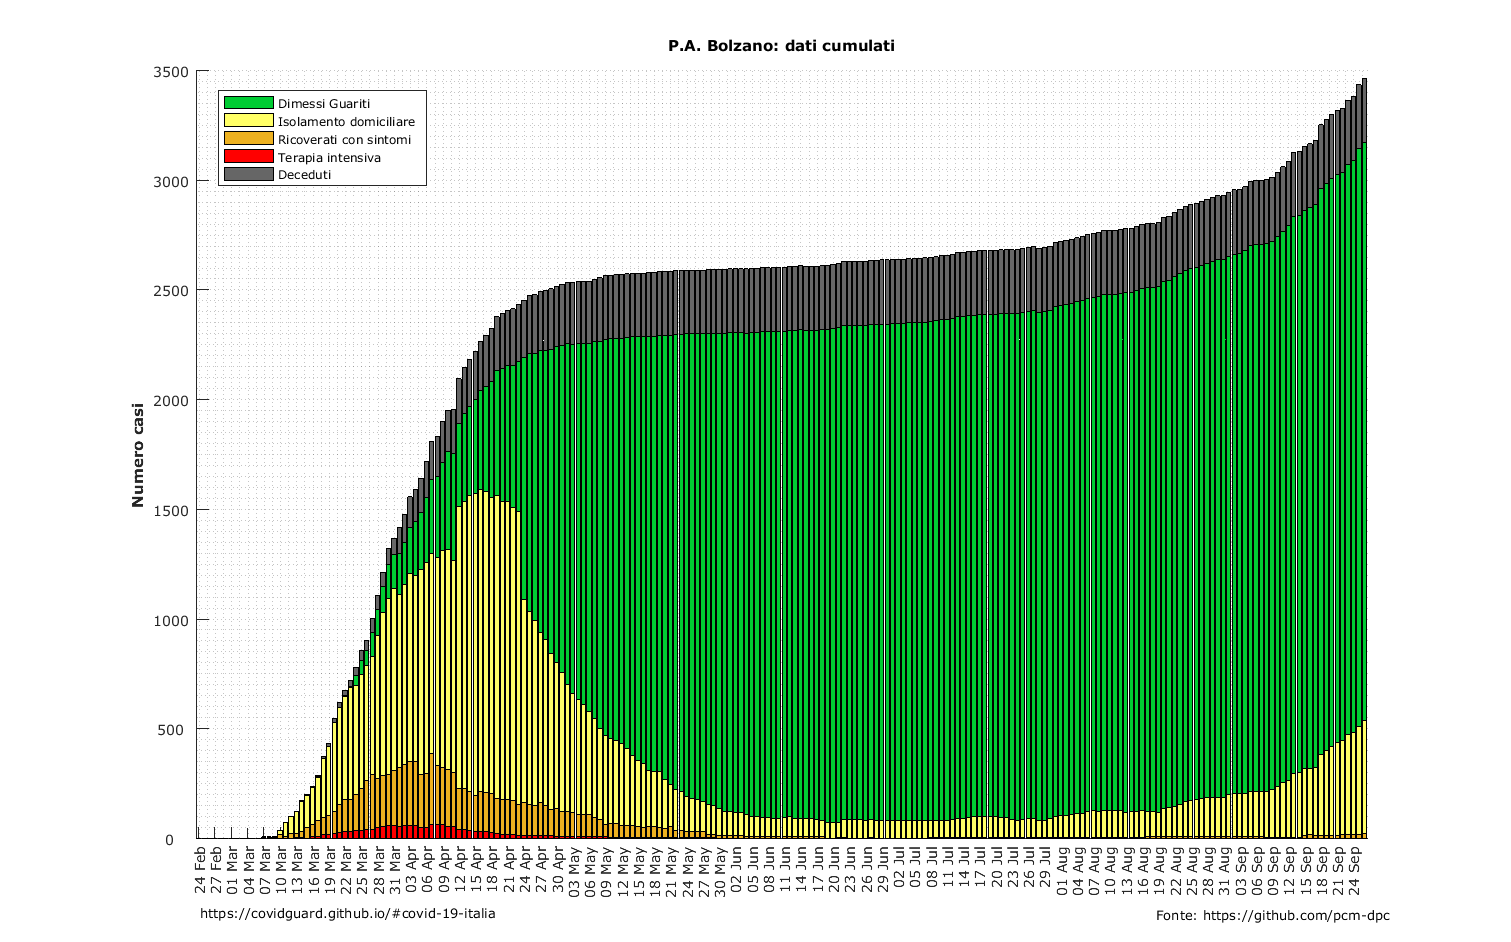 P.A. Bolzano: dati cumulati
3500
3000
2500
2000
1500
1000
500
0
Numero casi
Dimessi Guariti
Isolamento domiciliare
Ricoverati con sintomi
Terapia intensiva
Deceduti
24 Feb
27 Feb
01 Mar
04 Mar
07 Mar
10 Mar
13 Mar
16 Mar
19 Mar
22 Mar
25 Mar
28 Mar
31 Mar
03 Apr
06 Apr
09 Apr
12 Apr
15 Apr
18 Apr
21 Apr
24 Apr
27 Apr
30 Apr
03 May
06 May
09 May
12 May
15 May
18 May
21 May
24 May
27 May
30 May
02 Jun
05 Jun
08 Jun
11 Jun
14 Jun
17 Jun
20 Jun
23 Jun
26 Jun
29 Jun
02 Jul
05 Jul
08 Jul
11 Jul
14 Jul
17 Jul
20 Jul
23 Jul
26 Jul
29 Jul
01 Aug
04 Aug
07 Aug
10 Aug
13 Aug
16 Aug
19 Aug
22 Aug
25 Aug
28 Aug
31 Aug
03 Sep
06 Sep
09 Sep
12 Sep
15 Sep
18 Sep
21 Sep
24 Sep
https://covidguard.github.io/#covid-19-italia
Fonte: https://github.com/pcm-dpc